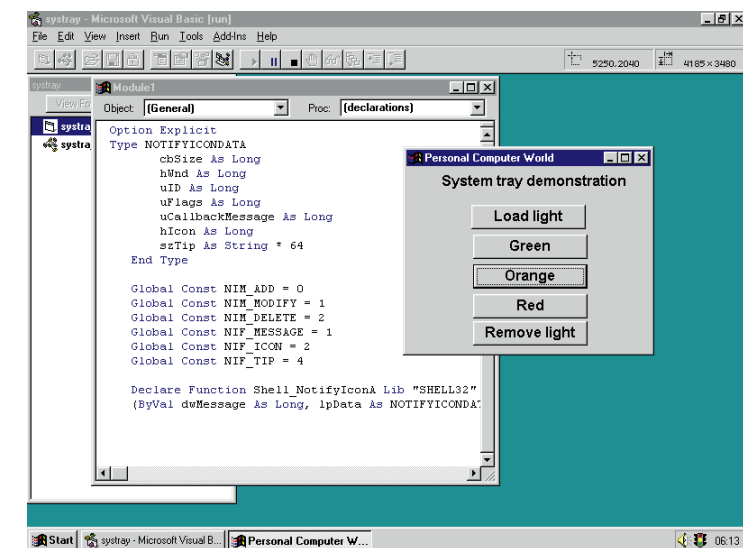 systray - Microsoft Visual Basic [run]
File Edit View Insert Run Tools Add-Ins Help
5250.2040 4185×3480
systray
View Fo
systra
systra
Module1
Object: (General) Proc: (declarations)
Option Explicit
Type NOTIFYICONDATA
cbSize As Long
hWnd As Long
uID As Long
uFlags As Long
uCallbackMessage As Long
hIcon As Long
szTip As String * 64
End Type
Global Const NIM_ADD = 0
Global Const NIM_MODIFY = 1
Global Const NIM_DELETE = 2
Global Const NIF_MESSAGE = 1
Global Const NIF_ICON = 2
Global Const NIF_TIP = 4
Declare Function Shell_NotifyIconA Lib "SHELL32"
(ByVal dwMessage As Long, lpData As NOTIFYICONDA
Personal Computer World
System tray demonstration
Load light
Green
Orange
Red
Remove light
Start systray - Microsoft Visual B... Personal Computer W... 06:13